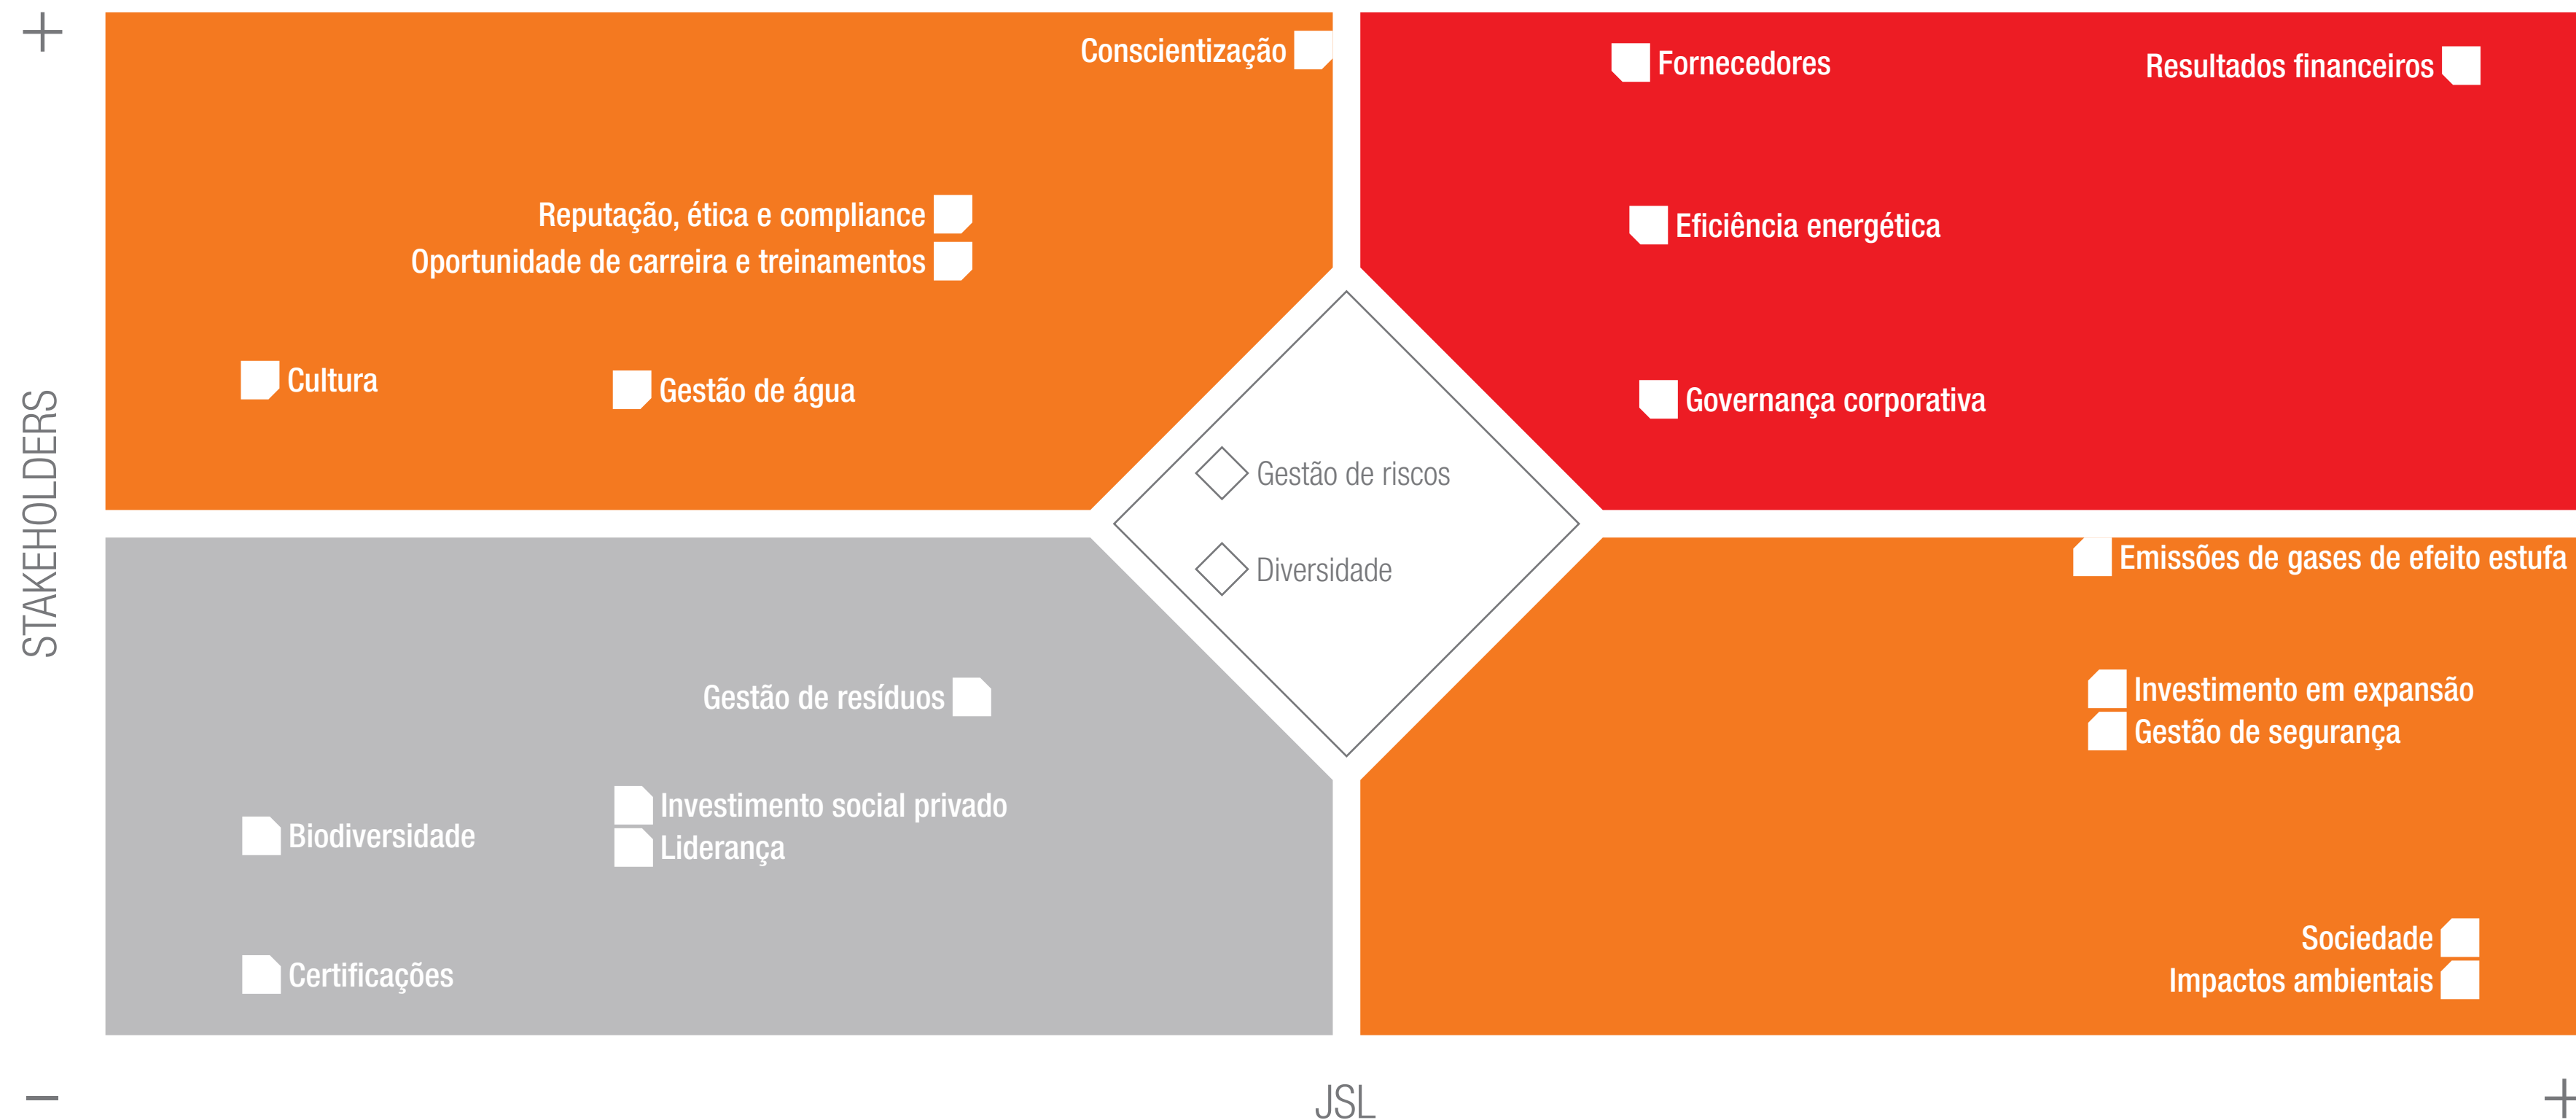 +
Conscientização
Fornecedores
Resultados financeiros
Reputação, ética e compliance
Oportunidade de carreira e treinamentos
Eficiência energética
Cultura
Gestão de água
Governança corporativa
STAKEHOLDERS
Gestão de riscos
Diversidade
Emissões de gases de efeito estufa
Gestão de resíduos
Investimento em expansão
Gestão de segurança
Investimento social privado
Liderança
Biodiversidade
Certificações
Sociedade
Impactos ambientais
–
JSL
+